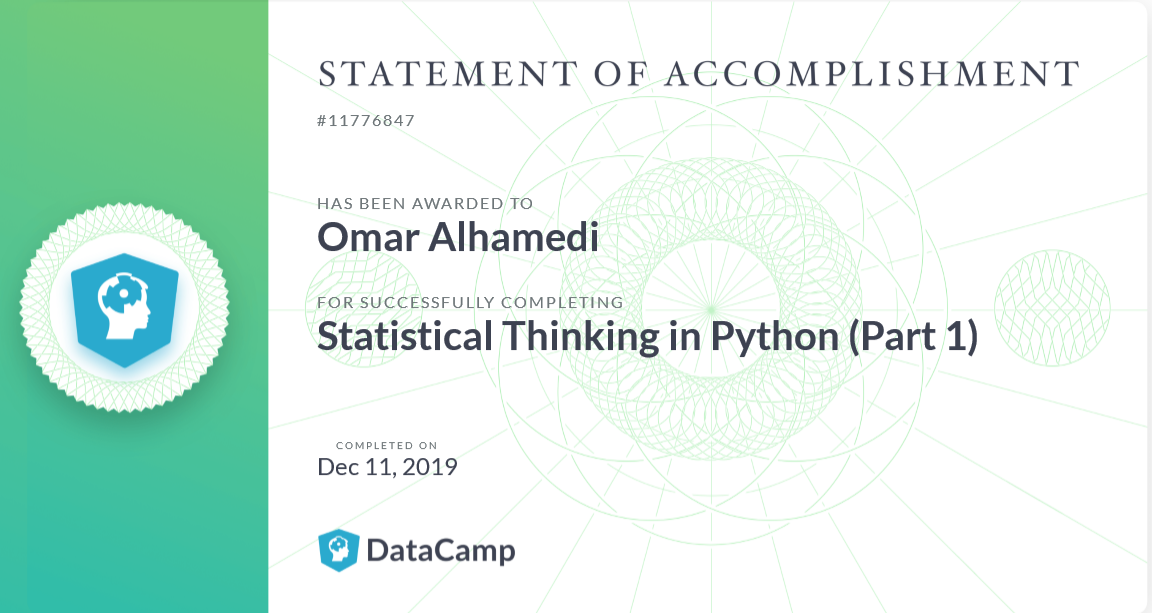 STATEMENT OF ACCOMPLISHMENT
#11776847
HAS BEEN AWARDED TO
Omar Alhamedi
FOR SUCCESSFULLY COMPLETING
Statistical Thinking in Python (Part 1)
COMPLETED ON
Dec 11, 2019
DataCamp